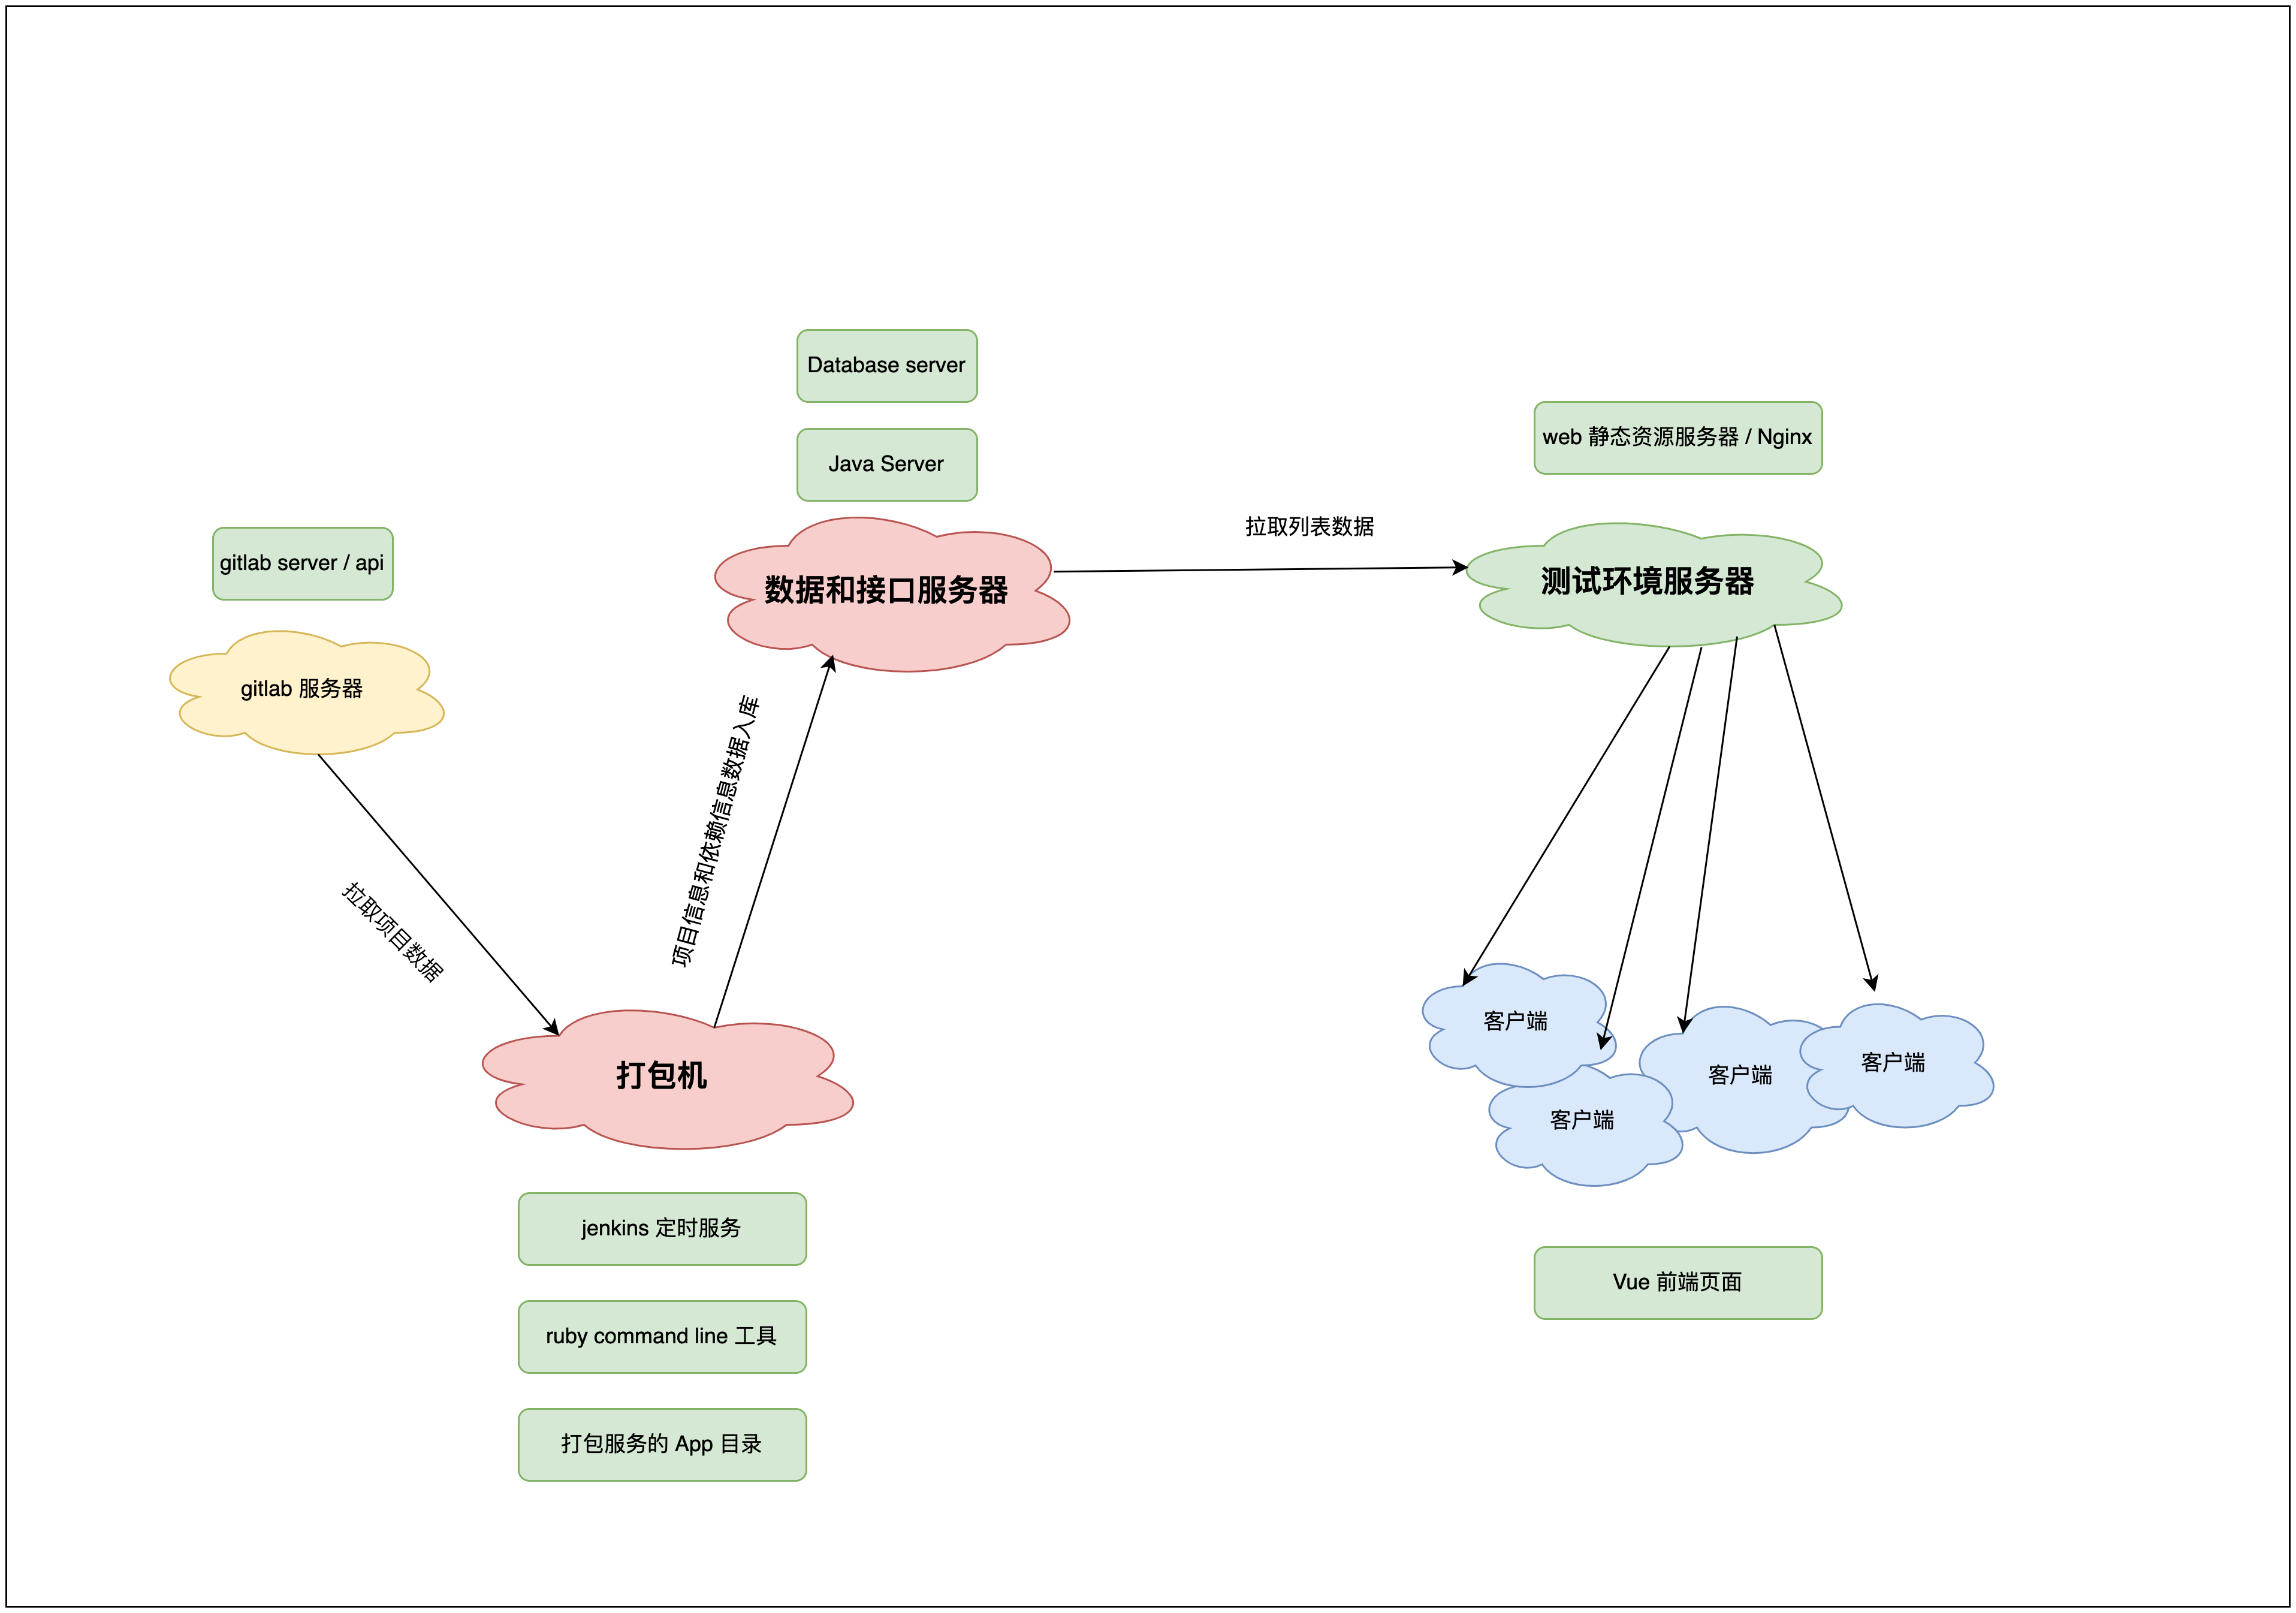 Database server
Java Server
数据和接口服务器
gitlab server / api
gitlab 服务器
拉取项目数据
项目信息和依赖信息数据入库
打包机
jenkins 定时服务
ruby command line 工具
打包服务的 App 目录
拉取列表数据
web 静态资源服务器 / Nginx
测试环境服务器
客户端
客户端
客户端
客户端
Vue 前端页面